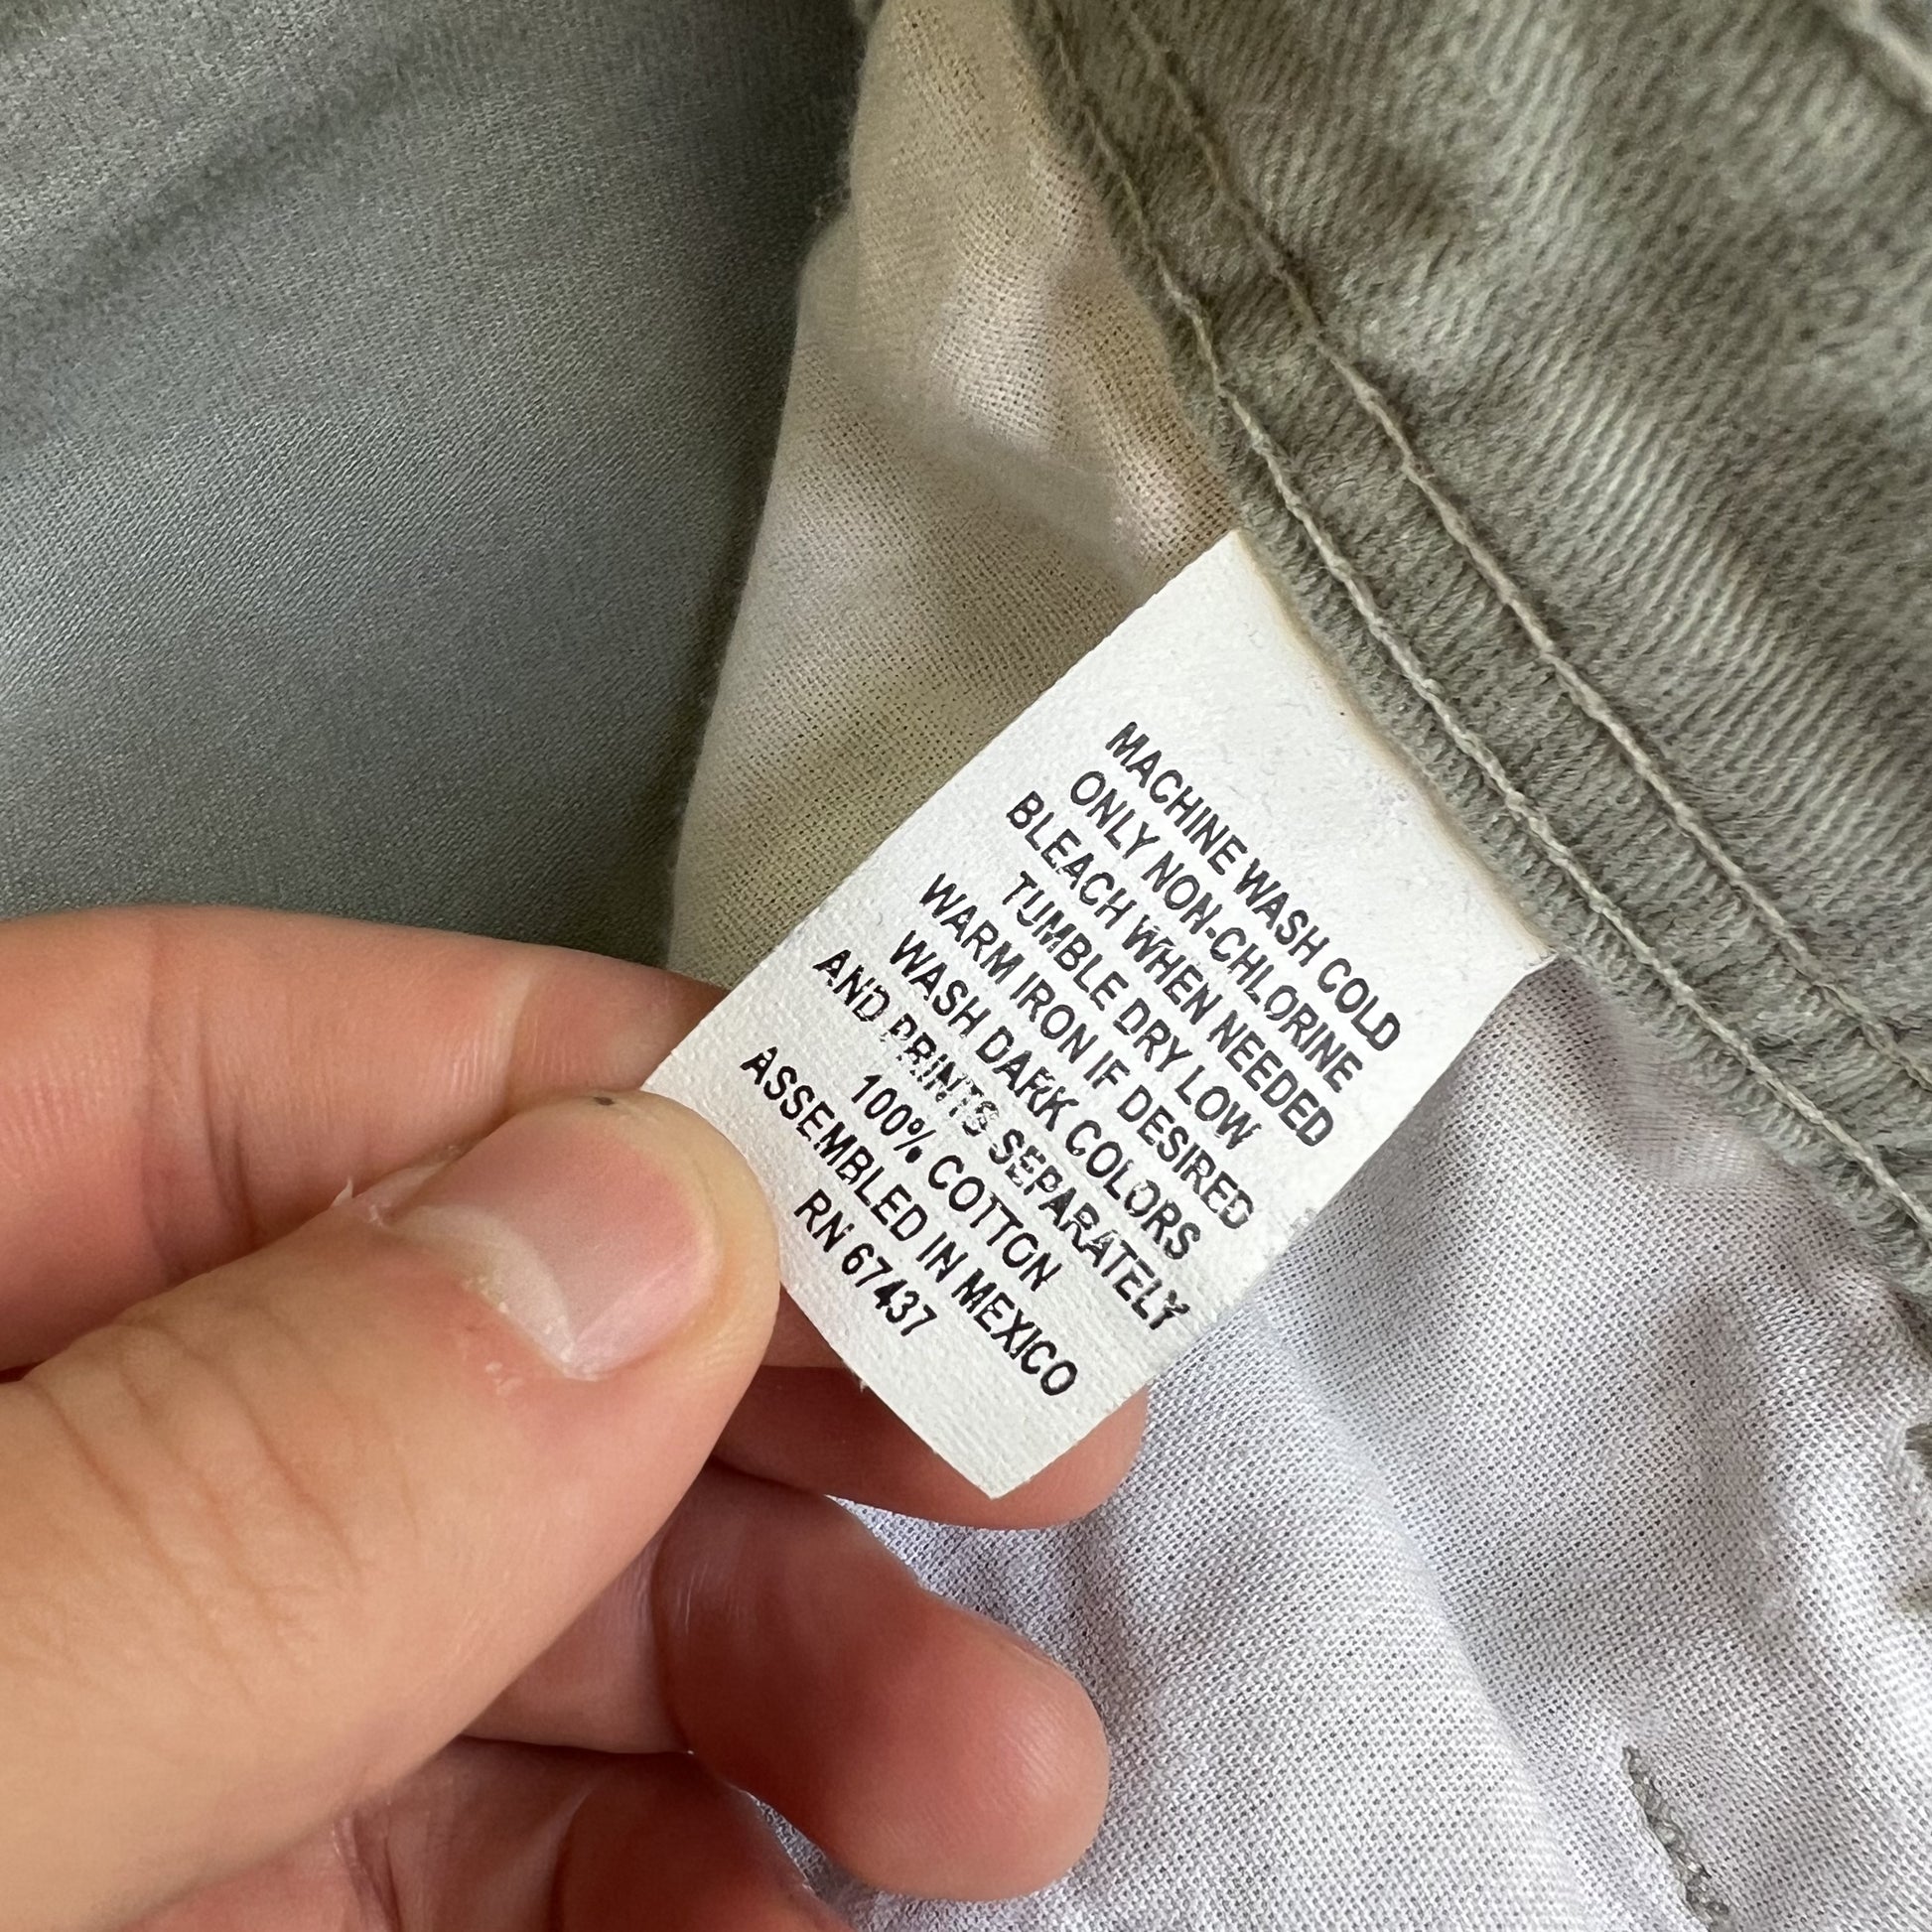 MACHINE WASH COLD
ONLY NON-CHLORINE
BLEACH WHEN NEEDED
TUMBLE DRY LOW
WARM IRON IF DESIRED
WASH DARK COLORS
AND PRINTS SEPARATELY
100% COTTON
ASSEMBLED IN MEXICO
RN 67437